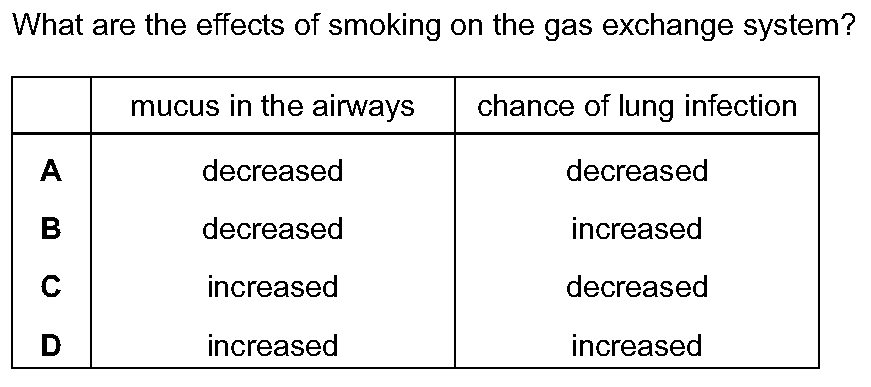 What are the effects of smoking on the gas exchange system?
mucus in the airways chance of lung infection
A decreased decreased
B decreased increased
C increased decreased
D increased increased